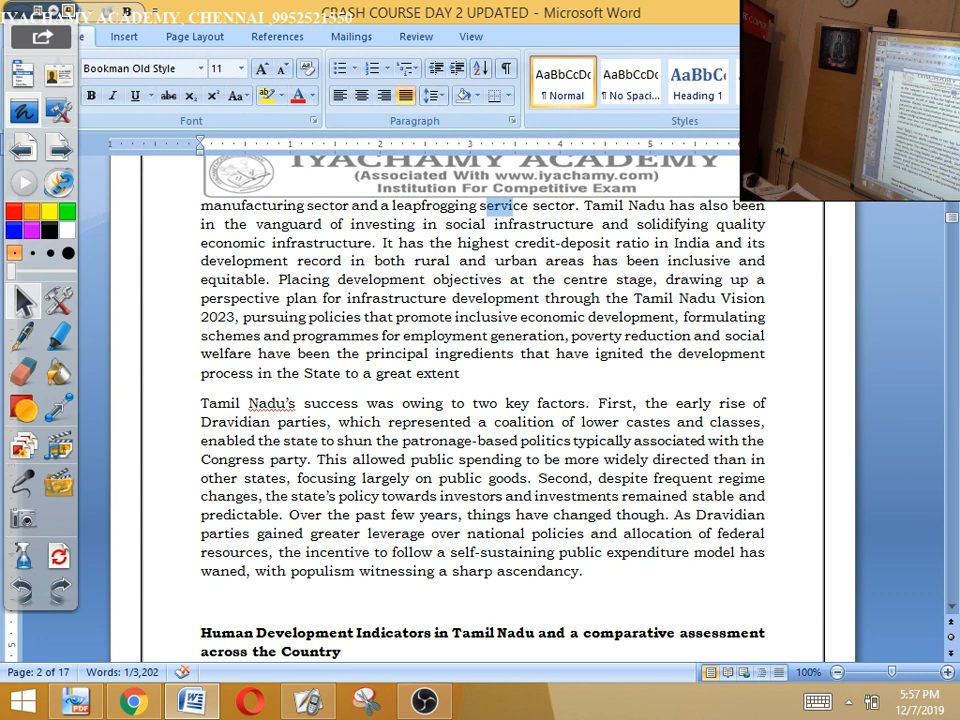 IYACHAMY ACADEMY, CHENNAI ,9952521550
CRASH COURSE DAY 2 UPDATED - Microsoft Word
Insert
Page Layout
References
Mailings
Review
View
Bookman Old Style
11
AaBbCcDc
AaBbCcDc
AaBbC
¶ Normal
¶ No Spaci...
Heading 1
Font
Paragraph
Styles
IYACHAMY ACADEMY
(Associated With www.iyachamy.com)
Institution For Competitive Exam
manufacturing sector and a leapfrogging service sector. Tamil Nadu has also been
in the vanguard of investing in social infrastructure and solidifying quality
economic infrastructure. It has the highest credit-deposit ratio in India and its
development record in both rural and urban areas has been inclusive and
equitable. Placing development objectives at the centre stage, drawing up a
perspective plan for infrastructure development through the Tamil Nadu Vision
2023, pursuing policies that promote inclusive economic development, formulating
schemes and programmes for employment generation, poverty reduction and social
welfare have been the principal ingredients that have ignited the development
process in the State to a great extent
Tamil Nadu's success was owing to two key factors. First, the early rise of
Dravidian parties, which represented a coalition of lower castes and classes,
enabled the state to shun the patronage-based politics typically associated with the
Congress party. This allowed public spending to be more widely directed than in
other states, focusing largely on public goods. Second, despite frequent regime
changes, the state's policy towards investors and investments remained stable and
predictable. Over the past few years, things have changed though. As Dravidian
parties gained greater leverage over national policies and allocation of federal
resources, the incentive to follow a self-sustaining public expenditure model has
waned, with populism witnessing a sharp ascendancy.
Human Development Indicators in Tamil Nadu and a comparative assessment
across the Country
Page: 2 of 17
Words: 1/3,202
100%
5:57 PM
12/7/2019